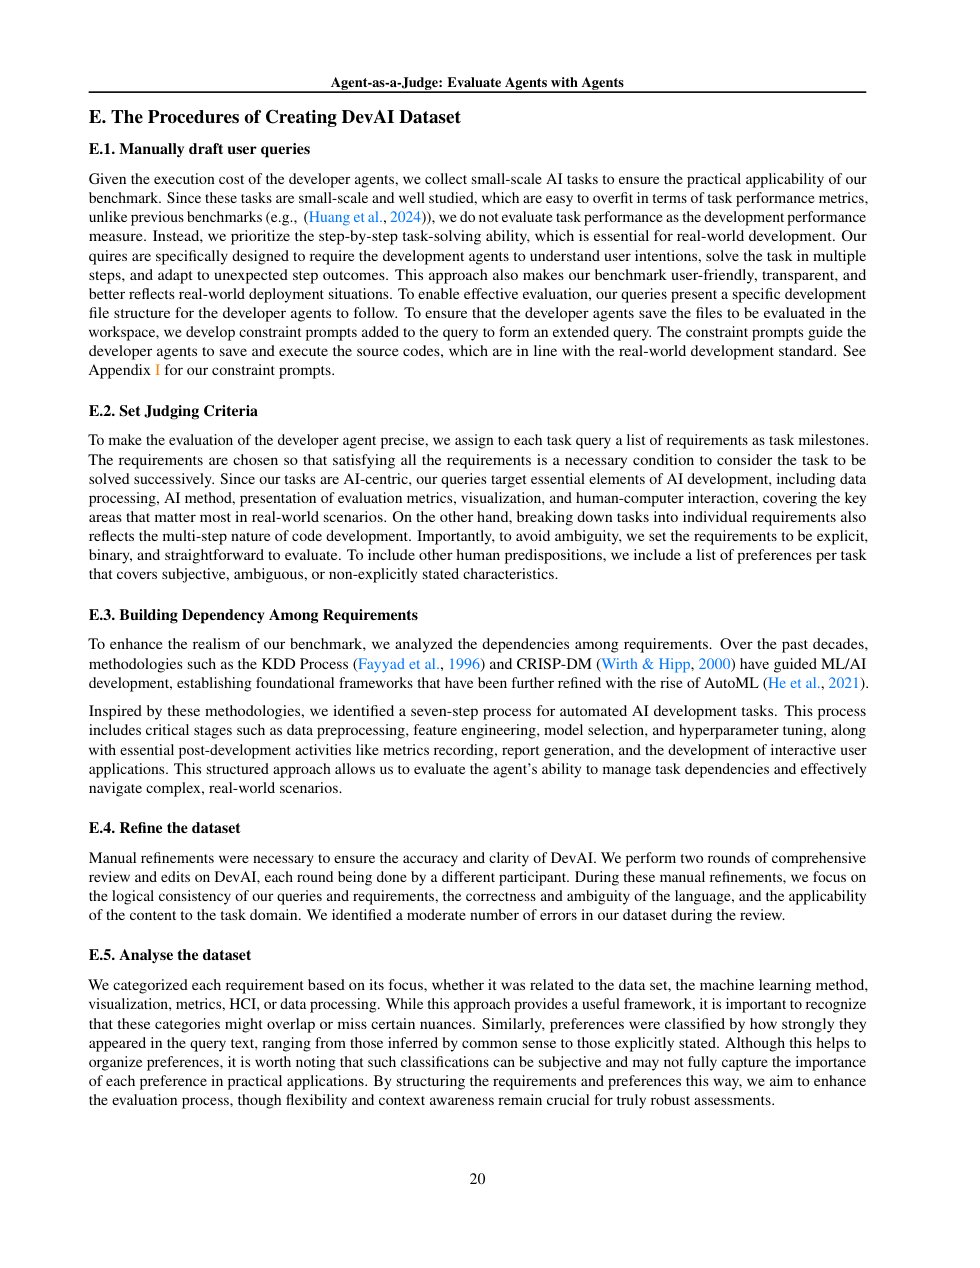 Agent-as-a-Judge: Evaluate Agents with Agents
E. The Procedures of Creating DevAI Dataset
E.1. Manually draft user queries
Given the execution cost of the developer agents, we collect small-scale AI tasks to ensure the practical applicability of our
benchmark. Since these tasks are small-scale and well studied, which are easy to overfit in terms of task performance metrics,
unlike previous benchmarks (e.g., (Huang et al., 2024)), we do not evaluate task performance as the development performance
measure. Instead, we prioritize the step-by-step task-solving ability, which is essential for real-world development. Our
quires are specifically designed to require the development agents to understand user intentions, solve the task in multiple
steps, and adapt to unexpected step outcomes. This approach also makes our benchmark user-friendly, transparent, and
better reflects real-world deployment situations. To enable effective evaluation, our queries present a specific development
file structure for the developer agents to follow. To ensure that the developer agents save the files to be evaluated in the
workspace, we develop constraint prompts added to the query to form an extended query. The constraint prompts guide the
developer agents to save and execute the source codes, which are in line with the real-world development standard. See
Appendix I for our constraint prompts.
E.2. Set Judging Criteria
To make the evaluation of the developer agent precise, we assign to each task query a list of requirements as task milestones.
The requirements are chosen so that satisfying all the requirements is a necessary condition to consider the task to be
solved successively. Since our tasks are AI-centric, our queries target essential elements of AI development, including data
processing, AI method, presentation of evaluation metrics, visualization, and human-computer interaction, covering the key
areas that matter most in real-world scenarios. On the other hand, breaking down tasks into individual requirements also
reflects the multi-step nature of code development. Importantly, to avoid ambiguity, we set the requirements to be explicit,
binary, and straightforward to evaluate. To include other human predispositions, we include a list of preferences per task
that covers subjective, ambiguous, or non-explicitly stated characteristics.
E.3. Building Dependency Among Requirements
To enhance the realism of our benchmark, we analyzed the dependencies among requirements. Over the past decades,
methodologies such as the KDD Process (Fayyad et al., 1996) and CRISP-DM (Wirth & Hipp, 2000) have guided ML/AI
development, establishing foundational frameworks that have been further refined with the rise of AutoML (He et al., 2021).
Inspired by these methodologies, we identified a seven-step process for automated AI development tasks. This process
includes critical stages such as data preprocessing, feature engineering, model selection, and hyperparameter tuning, along
with essential post-development activities like metrics recording, report generation, and the development of interactive user
applications. This structured approach allows us to evaluate the agent's ability to manage task dependencies and effectively
navigate complex, real-world scenarios.
E.4. Refine the dataset
Manual refinements were necessary to ensure the accuracy and clarity of DevAI. We perform two rounds of comprehensive
review and edits on DevAI, each round being done by a different participant. During these manual refinements, we focus on
the logical consistency of our queries and requirements, the correctness and ambiguity of the language, and the applicability
of the content to the task domain. We identified a moderate number of errors in our dataset during the review.
E.5. Analyse the dataset
We categorized each requirement based on its focus, whether it was related to the data set, the machine learning method,
visualization, metrics, HCI, or data processing. While this approach provides a useful framework, it is important to recognize
that these categories might overlap or miss certain nuances. Similarly, preferences were classified by how strongly they
appeared in the query text, ranging from those inferred by common sense to those explicitly stated. Although this helps to
organize preferences, it is worth noting that such classifications can be subjective and may not fully capture the importance
of each preference in practical applications. By structuring the requirements and preferences this way, we aim to enhance
the evaluation process, though flexibility and context awareness remain crucial for truly robust assessments.
20